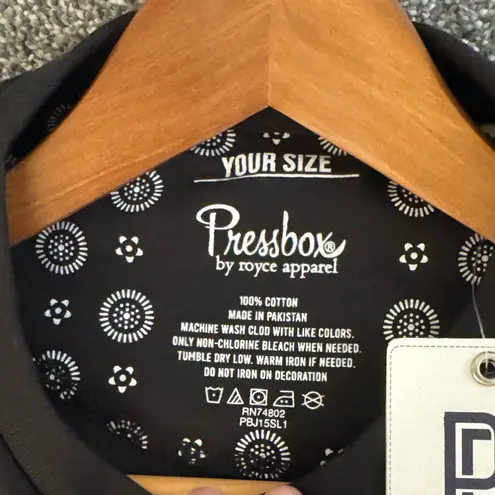 YOUR SIZE
Pressbox®
by royce apparel
100% COTTON
MADE IN PAKISTAN
MACHINE WASH CLOD WITH LIKE COLORS.
ONLY NON-CHLORINE BLEACH WHEN NEEDED.
TUMBLE DRY LOW. WARM IRON IF NEEDED.
DO NOT IRON ON DECORATION
RN74802
PBJ15SL1